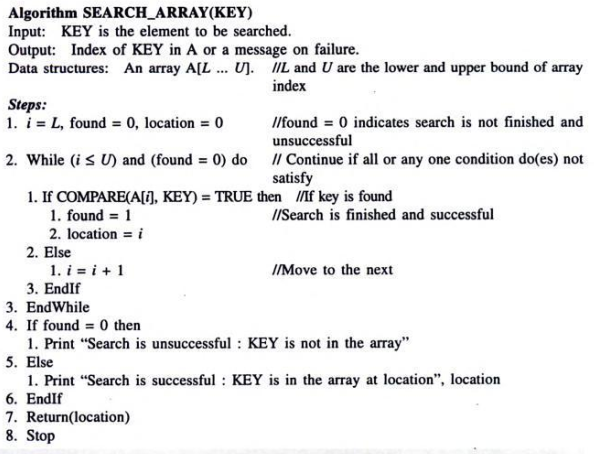 Algorithm SEARCH_ARRAY(KEY)
Input: KEY is the element to be searched.
Output: Index of KEY in A or a message on failure.
Data structures: An array A[L ... U]. //L and U are the lower and upper bound of array
index
Steps:
1. i = L, found = 0, location = 0 //found = 0 indicates search is not finished and
unsuccessful
2. While (i ≤ U) and (found = 0) do // Continue if all or any one condition do(es) not
satisfy
1. If COMPARE(A[i], KEY) = TRUE then //If key is found
1. found = 1 //Search is finished and successful
2. location = i
2. Else
1. i = i + 1 //Move to the next
3. EndIf
3. EndWhile
4. If found = 0 then
1. Print “Search is unsuccessful : KEY is not in the array”
5. Else
1. Print “Search is successful : KEY is in the array at location”, location
6. EndIf
7. Return(location)
8. Stop